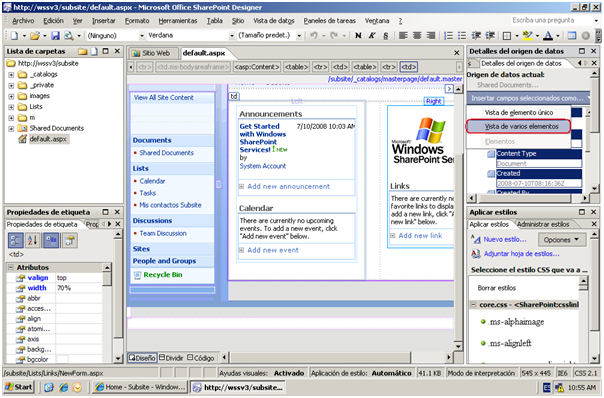 http://wssv3/subsite/default.aspx - Microsoft Office SharePoint Designer
Archivo Edición Ver Insertar Formato Herramientas Tabla Sitio Vista de datos Paneles de tareas Ventana ? Escriba una pregunta
(Ninguno) Verdana (Tamaño predet.)
Lista de carpetas
http://wssv3/subsite
_catalogs
_private
images
Lists
m
Shared Documents
default.aspx
Sitio Web default.aspx
<tr> <td.ms-bodyareaframe> <asp:Content> <table> <tr> <td> <table> <tr> <td>
/subsite/_catalogs/masterpage/default.master
td
Left
Right
View All Site Content
Documents
Shared Documents
Lists
Calendar
Tasks
Mis contactos Subsite
Discussions
Team Discussion
Sites
People and Groups
Recycle Bin
Announcements
Get Started with Windows SharePoint Services! NEW
7/10/2008 10:03 AM
by
System Account
Add new announcement
Calendar
There are currently no upcoming events. To add a new event, click "Add new event" below.
Add new event
Microsoft
Windows
SharePoint Ser
Links
There are currently no favorite links to display add a new link, click "Add new link" below.
Add new link
Diseño Dividir Código
Propiedades de etiqueta
Propiedades de etiqueta
<td>
Atributos
valign top
width 70%
abbr
acces...
align
atomi...
axis
backg...
bgcolor
Detalles del origen de datos
Detalles del origen de datos
Origen de datos actual:
Shared Documents...
Insertar campos seleccionados como...
Vista de elemento único
Vista de varios elementos
Elementos
Content Type
Document
Created
2008-07-10T08:16:36Z
Created By
Aplicar estilos
Aplicar estilos Administrar estilos
Nuevo estilo... Opciones
Adjuntar hoja de estilos...
Seleccione el estilo CSS que va a ...
Borrar estilos
core.css - <SharePoint:csslink
.ms-alphaimage
.ms-alignleft
/subsite/Lists/Links/NewForm.aspx
Ayudas visuales: Activado Aplicación de estilo: Automático 41.1 KB Modo de interpretación 545 x 445 IE6 CSS 2.1
Start Home - Subsite - Window... http://wssv3/subsite... ES 10:55 AM